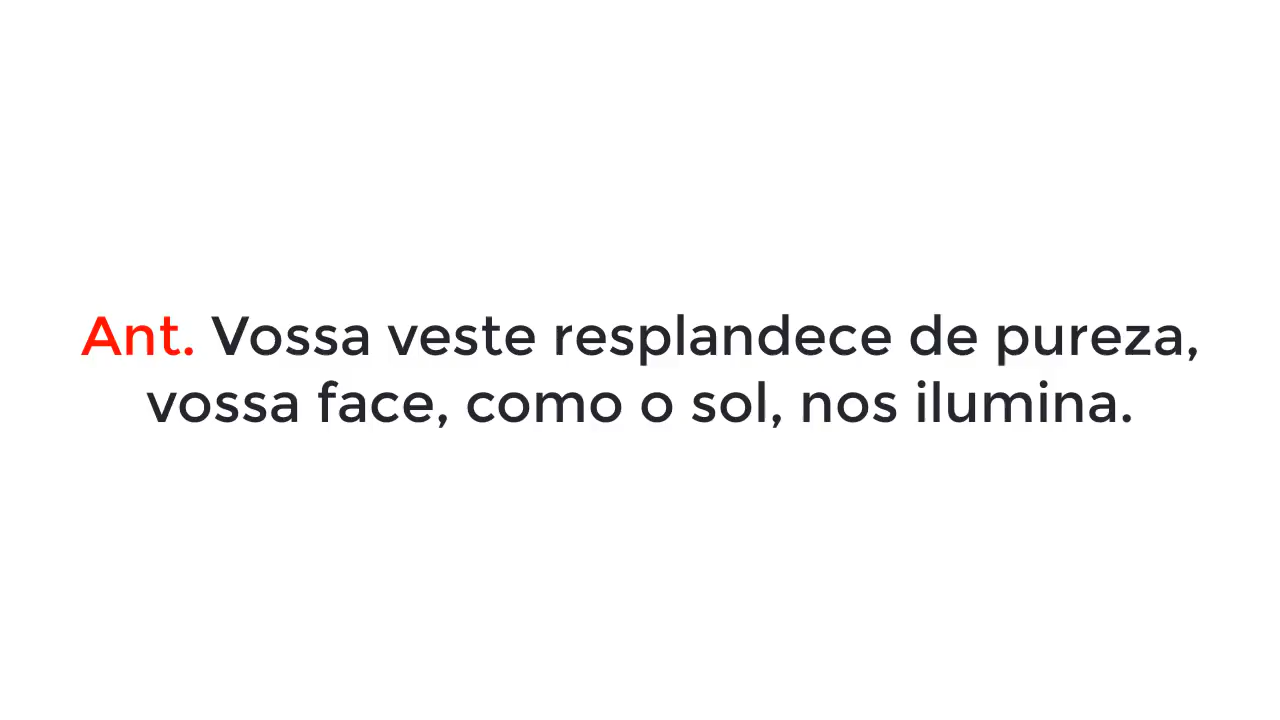 Ant. Vossa veste resplandece de pureza,
vossa face, como o sol, nos ilumina.